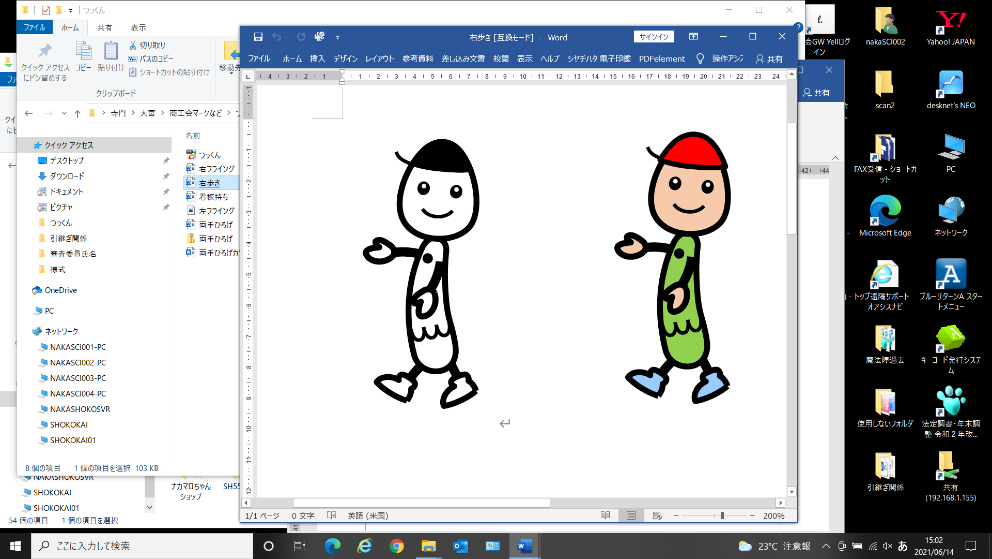 つっくん
ファイル
ホーム
共有
表示
クイック アクセス
にピン留めする
コピー
貼り付け
切り取り
パスのコピー
ショートカットの貼り付け
クリップボード
寺門
大宮
商工会マークなど
名前
クイック アクセス
デスクトップ
ダウンロード
ドキュメント
ピクチャ
つっくん
引継ぎ関係
様式
OneDrive
PC
ネットワーク
NAKASCI001-PC
NAKASCI002-PC
NAKASCI003-PC
NAKASCI004-PC
NAKASHOKOSVR
SHOKOKAI
SHOKOKAI01
つっくん
右フライング
右歩き
看板持ち
左フライング
両手ひろげ
両手ひろげ
両手ひろげカ
8 個の項目
1 個の項目を選択 103 KB
NAKASHOKOSVR
SHOKOKAI
SHOKOKAI01
54 個の項目
1 個の項目を選択
ナカマロちゃん
ショップ
右歩き [互換モード] - Word
サインイン
ファイル
ホーム
挿入
デザイン
レイアウト
参考資料
差し込み文書
校閲
表示
ヘルプ
シヤチハタ 電子印鑑
PDFelement
操作アシ
共有
1/1 ページ
0 文字
英語 (米国)
200%
共有
会GW Yellログ
イン
nakaSCI002
Yahoo! JAPAN
scan2
desknet's NEO
FAX受信 - ショートカ
ット
PC
Microsoft Edge
ネットワーク
トップ遠隔サポート
オアシスナビ
ブルーリターンA スター
トメニュー
魔法陣過去
キーコード発行システ
ム
使用しないフォルダ
法定調書・年末調
整 令和 2 年改...
引継ぎ関係
共有
(192.168.1.155)
ここに入力して検索
23°C 注意報
あ
15:02
2021/06/14